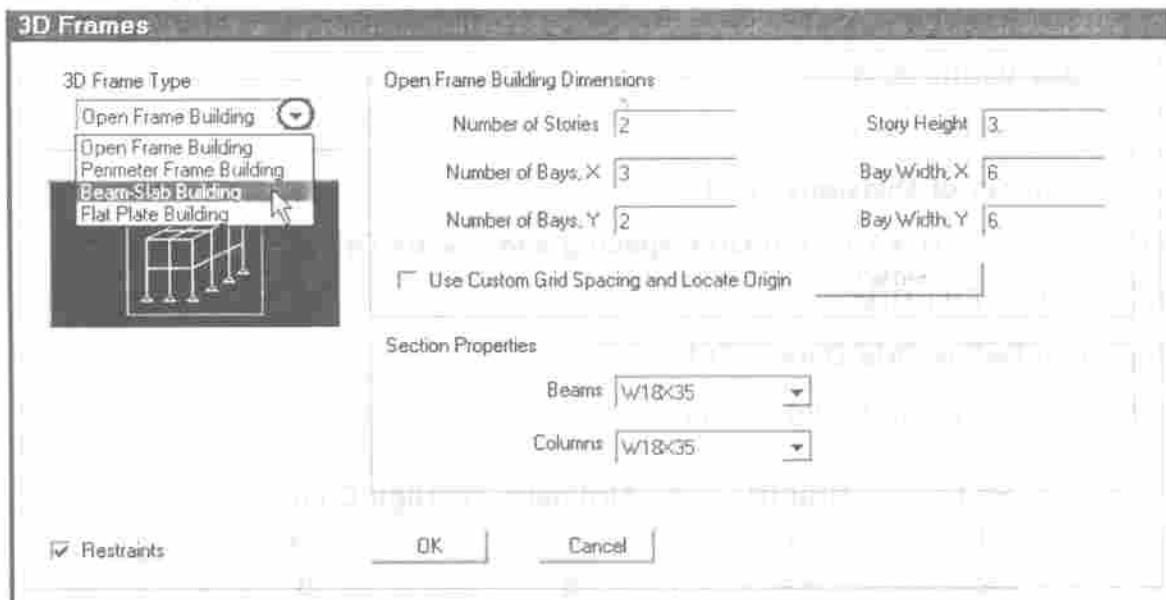 3D Frames
3D Frame Type
Open Frame Building
Open Frame Building
Perimeter Frame Building
Beam-Slab Building
Flat Plate Building
Open Frame Building Dimensions
Number of Stories 2
Story Height 3.
Number of Bays, X 3
Bay Width, X 6.
Number of Bays, Y 2
Bay Width, Y 6.
Use Custom Grid Spacing and Locate Origin
Section Properties
Beams W18X35
Columns W18X35
Restraints
OK
Cancel